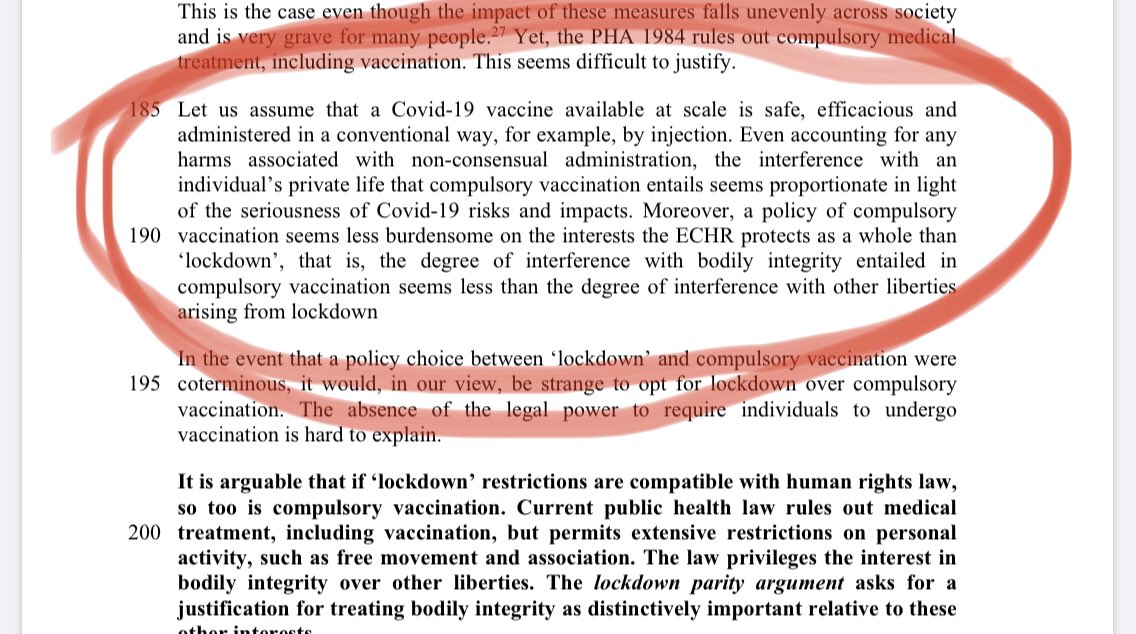 This is the case even though the impact of these measures falls unevenly across society
and is very grave for many people.27 Yet, the PHA 1984 rules out compulsory medical
treatment, including vaccination. This seems difficult to justify.
185 Let us assume that a Covid-19 vaccine available at scale is safe, efficacious and
administered in a conventional way, for example, by injection. Even accounting for any
harms associated with non-consensual administration, the interference with an
individual’s private life that compulsory vaccination entails seems proportionate in light
of the seriousness of Covid-19 risks and impacts. Moreover, a policy of compulsory
190 vaccination seems less burdensome on the interests the ECHR protects as a whole than
‘lockdown’, that is, the degree of interference with bodily integrity entailed in
compulsory vaccination seems less than the degree of interference with other liberties
arising from lockdown
In the event that a policy choice between ‘lockdown’ and compulsory vaccination were
195 coterminous, it would, in our view, be strange to opt for lockdown over compulsory
vaccination. The absence of the legal power to require individuals to undergo
vaccination is hard to explain.
It is arguable that if ‘lockdown’ restrictions are compatible with human rights law,
so too is compulsory vaccination. Current public health law rules out medical
200 treatment, including vaccination, but permits extensive restrictions on personal
activity, such as free movement and association. The law privileges the interest in
bodily integrity over other liberties. The lockdown parity argument asks for a
justification for treating bodily integrity as distinctively important relative to these
other interests